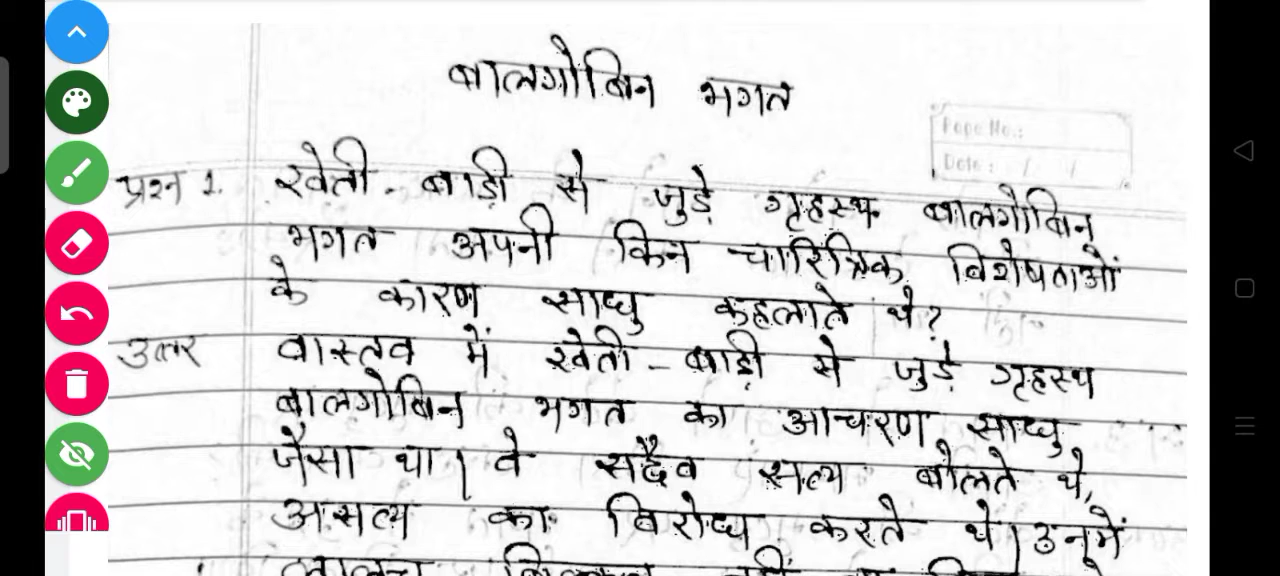 बालगोबिन भगत
Page No.:
Date : / /
प्रश्न 1. खेती-बाड़ी से जुड़े गृहस्थ बालगोबिन
भगत अपनी किन चारित्रिक विशेषताओं
के कारण साधु कहलाते थे?
उत्तर वास्तव में खेती-बाड़ी से जुड़े गृहस्थ
बालगोबिन भगत का आचरण साधु
जैसा था। वे सदैव सत्य बोलते थे,
असत्य का विरोध करते थे। उनमें